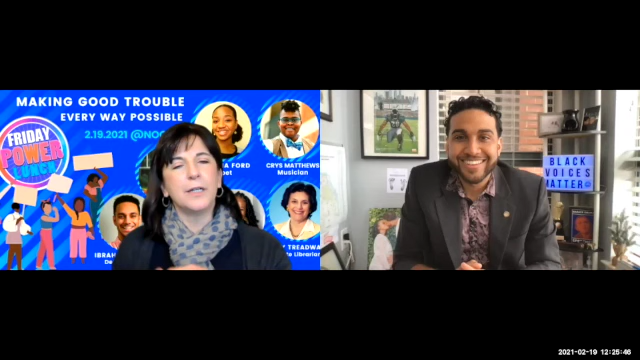 MAKING GOOD TROUBLE
EVERY WAY POSSIBLE
2.19.2021 @NOO
FRIDAY
POWER
LUNCH
A FORD
et
CRYS MATTHEWS
Musician
IBRAH
De
TREADWA
Librarian
BLACK
VOICES
MATTER
2021-02-19 12:25:46